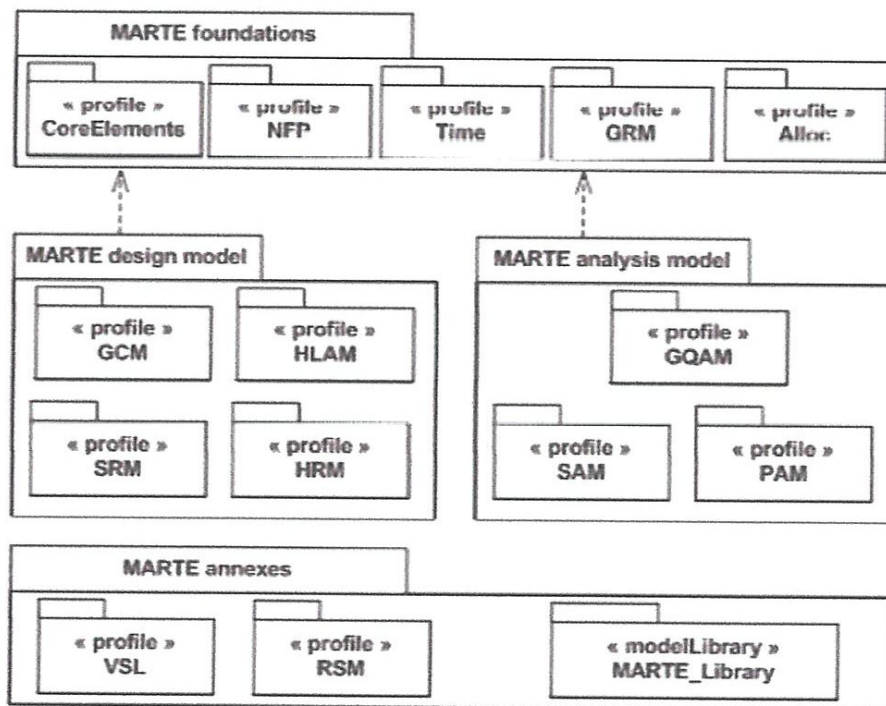 MARTE foundations
« profile »
CoreElements
« profile »
NFP
« profile »
Time
« profile »
GRM
« profile »
Alloc
MARTE design model
« profile »
GCM
« profile »
HLAM
« profile »
SRM
« profile »
HRM
MARTE analysis model
« profile »
GQAM
« profile »
SAM
« profile »
PAM
MARTE annexes
« profile »
VSL
« profile »
RSM
« modelLibrary »
MARTE_Library